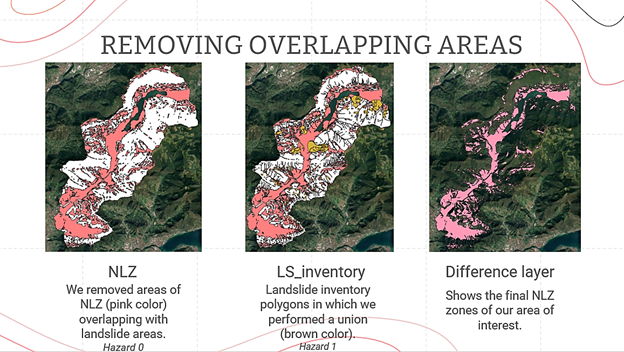 REMOVING OVERLAPPING AREAS
NLZ
We removed areas of
NLZ (pink color)
overlapping with
landslide areas.
Hazard 0
LS_inventory
Landslide inventory
polygons in which we
performed a union
(brown color).
Hazard 1
Difference layer
Shows the final NLZ
zones of our area of
interest.